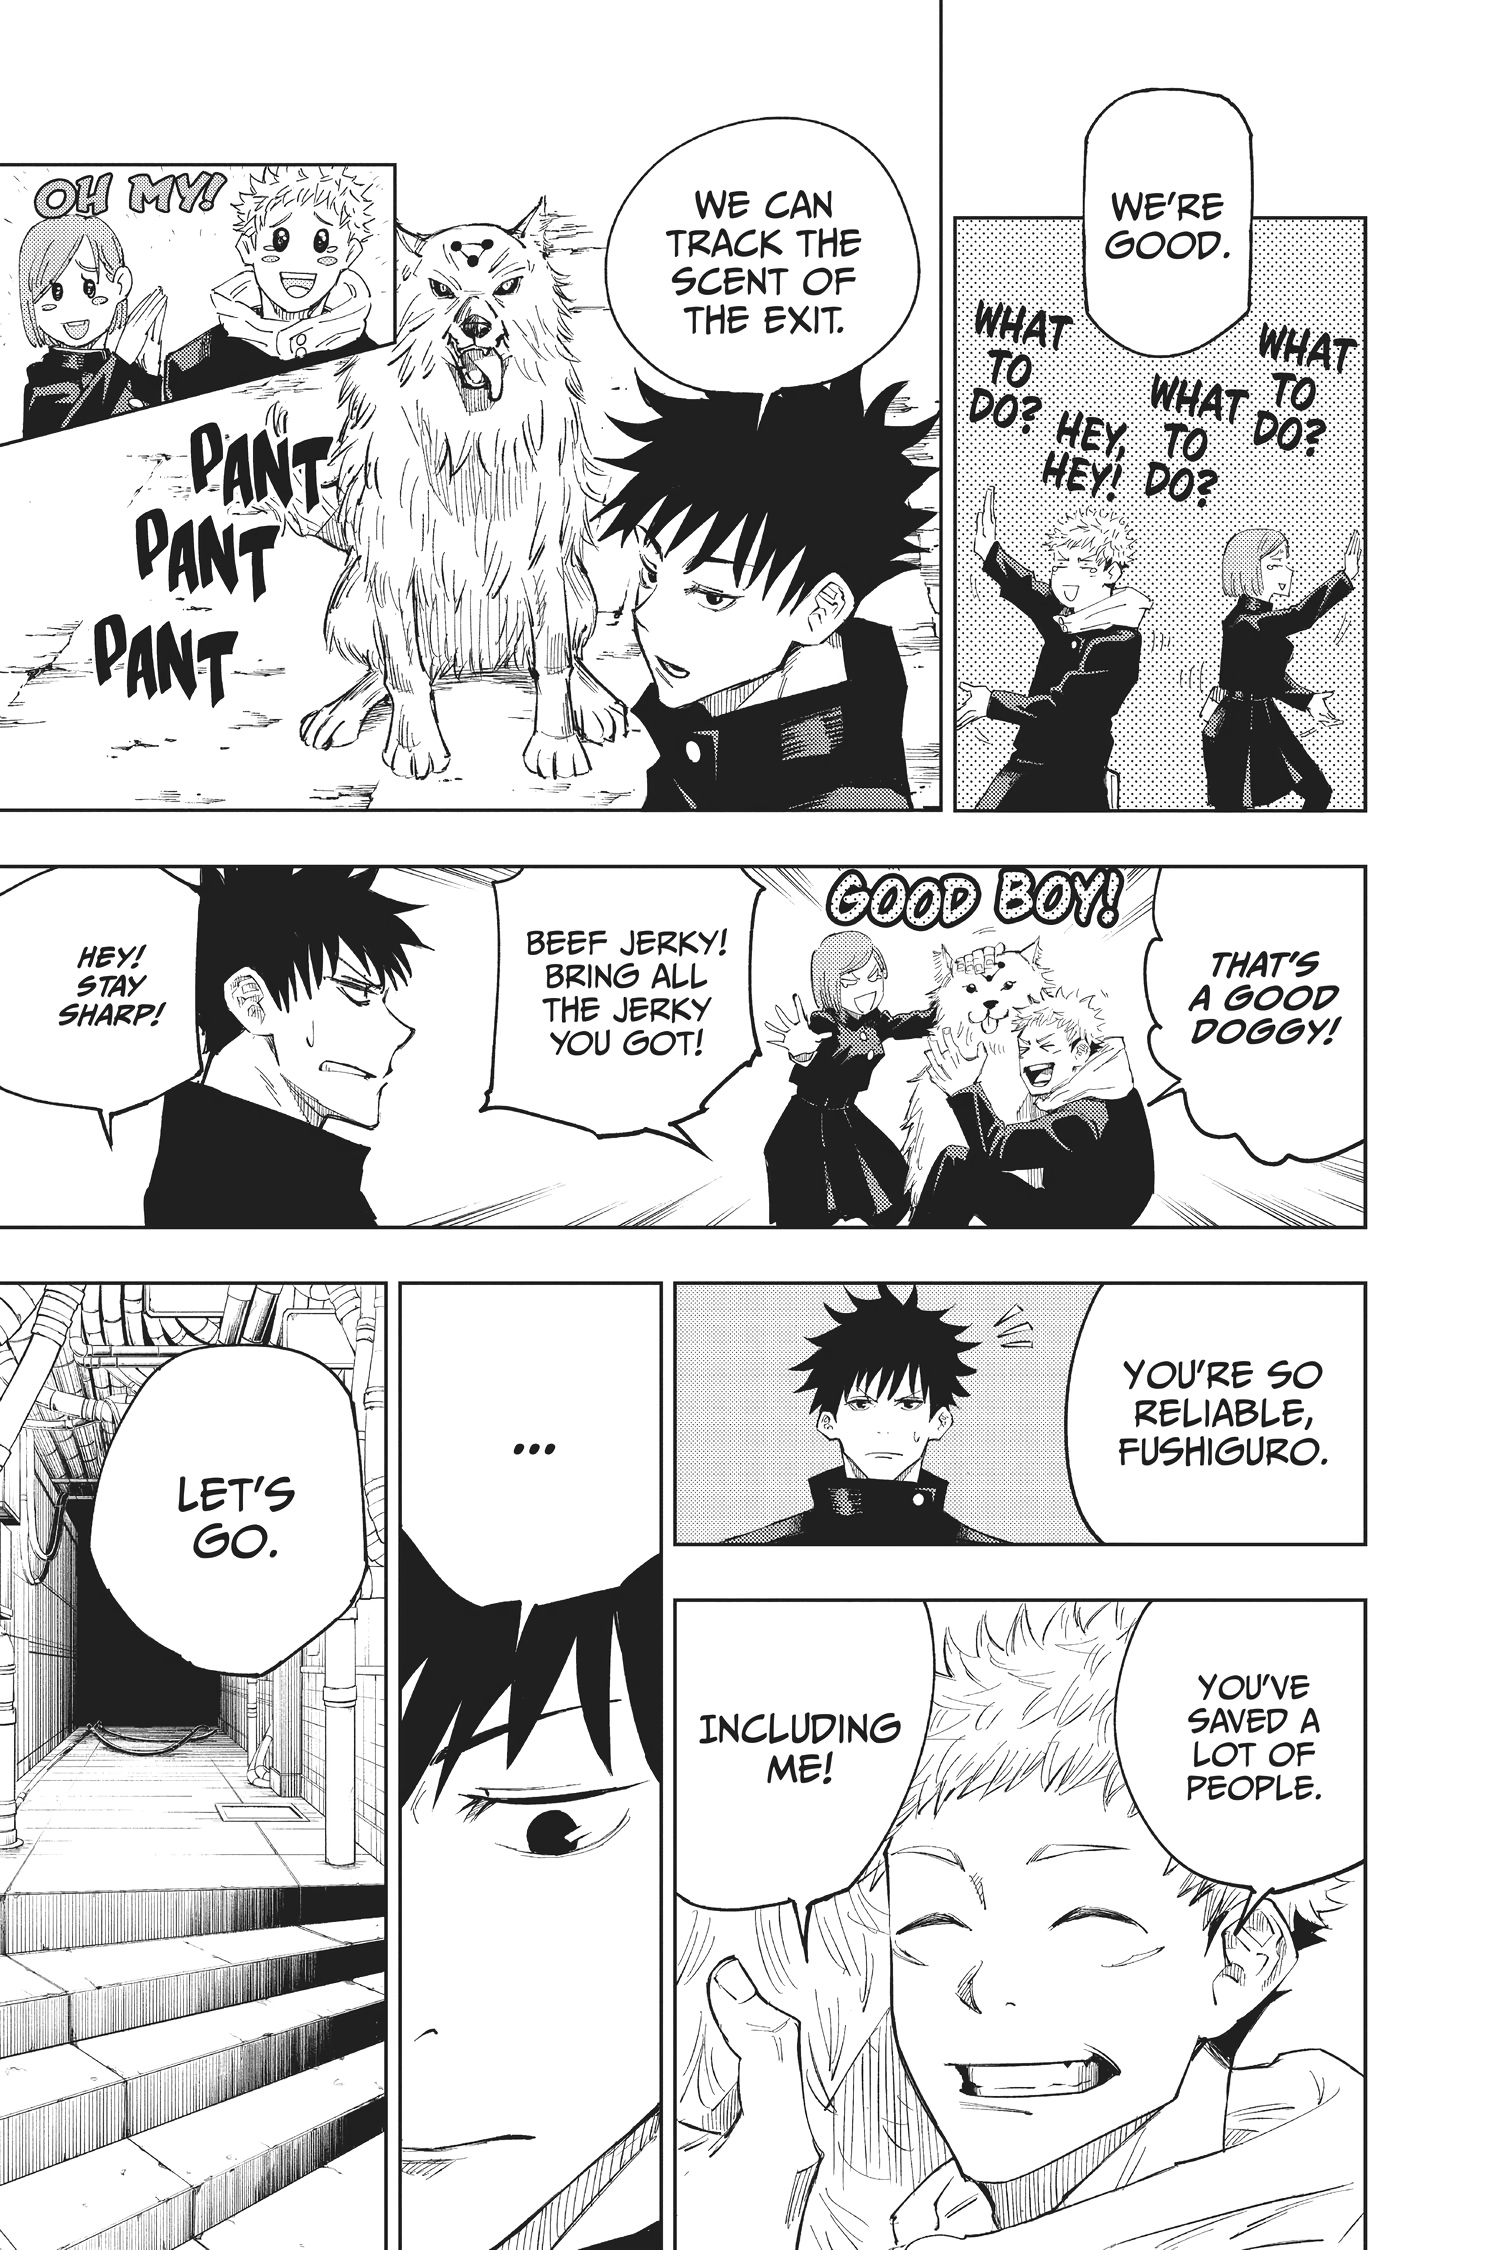 WE'RE
GOOD.
WHAT
TO
DO?
WHAT
TO
DO?
HEY,
HEY!
WHAT
TO
DO?
WE CAN
TRACK THE
SCENT OF
THE EXIT.
PANT
PANT
PANT
OH MY!
THAT'S
A GOOD
DOGGY!
GOOD BOY!
BEEF JERKY!
BRING ALL
THE JERKY
YOU GOT!
HEY!
STAY
SHARP!
YOU'RE SO
RELIABLE,
FUSHIGURO.
YOU'VE
SAVED A
LOT OF
PEOPLE.
INCLUDING
ME!
...
LET'S
GO.